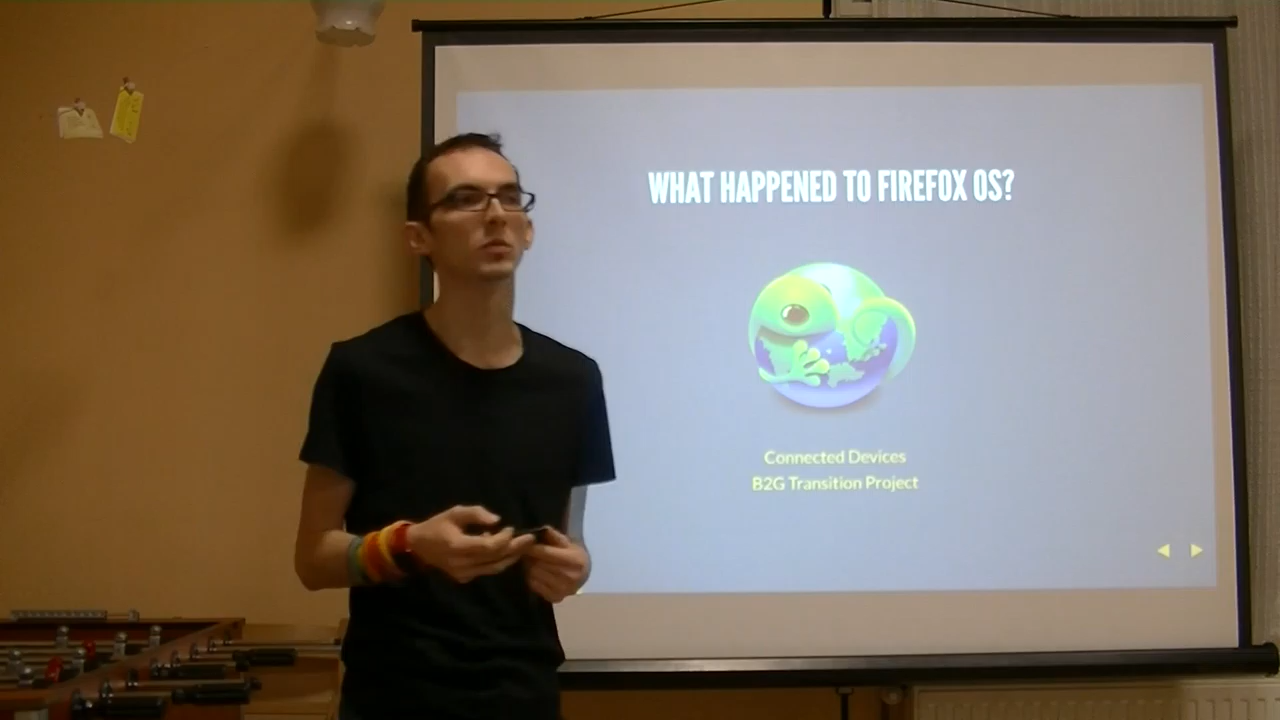 WHAT HAPPENED TO FIREFOX OS?
Connected Devices
B2G Transition Project